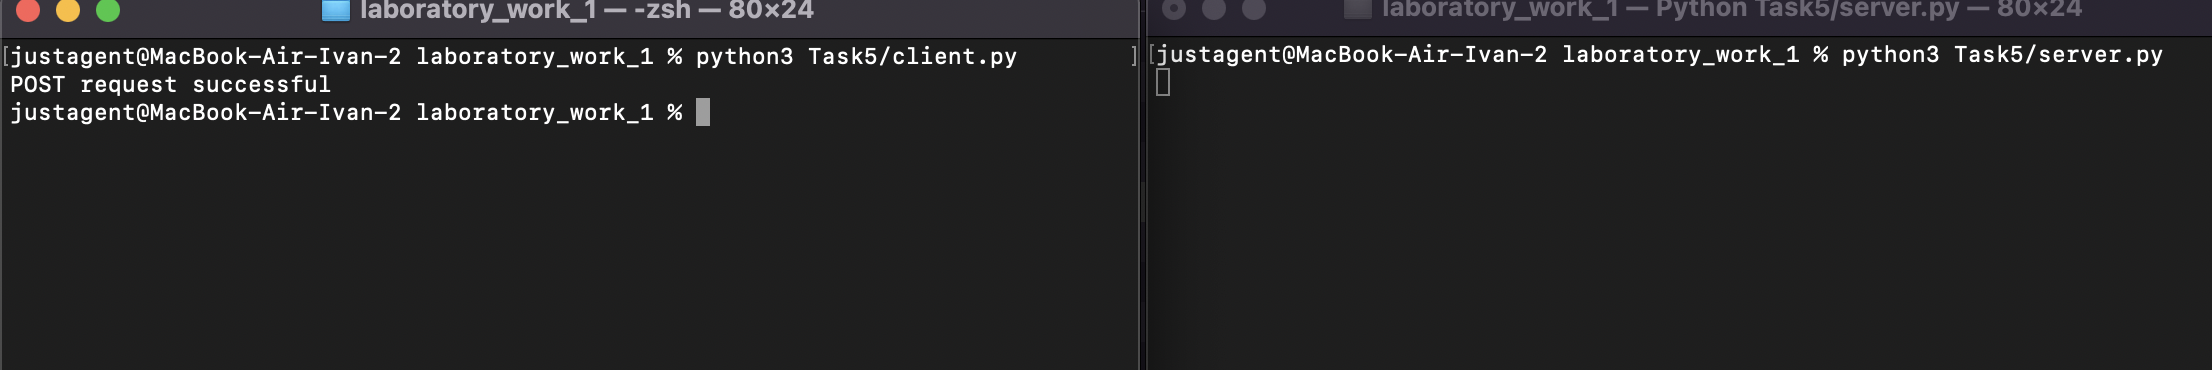 laboratory_work_1 — -zsh — 80×24
[justagent@MacBook-Air-Ivan-2 laboratory_work_1 % python3 Task5/client.py ]
POST request successful
justagent@MacBook-Air-Ivan-2 laboratory_work_1 %
laboratory_work_1 — Python Task5/server.py — 80×24
[justagent@MacBook-Air-Ivan-2 laboratory_work_1 % python3 Task5/server.py